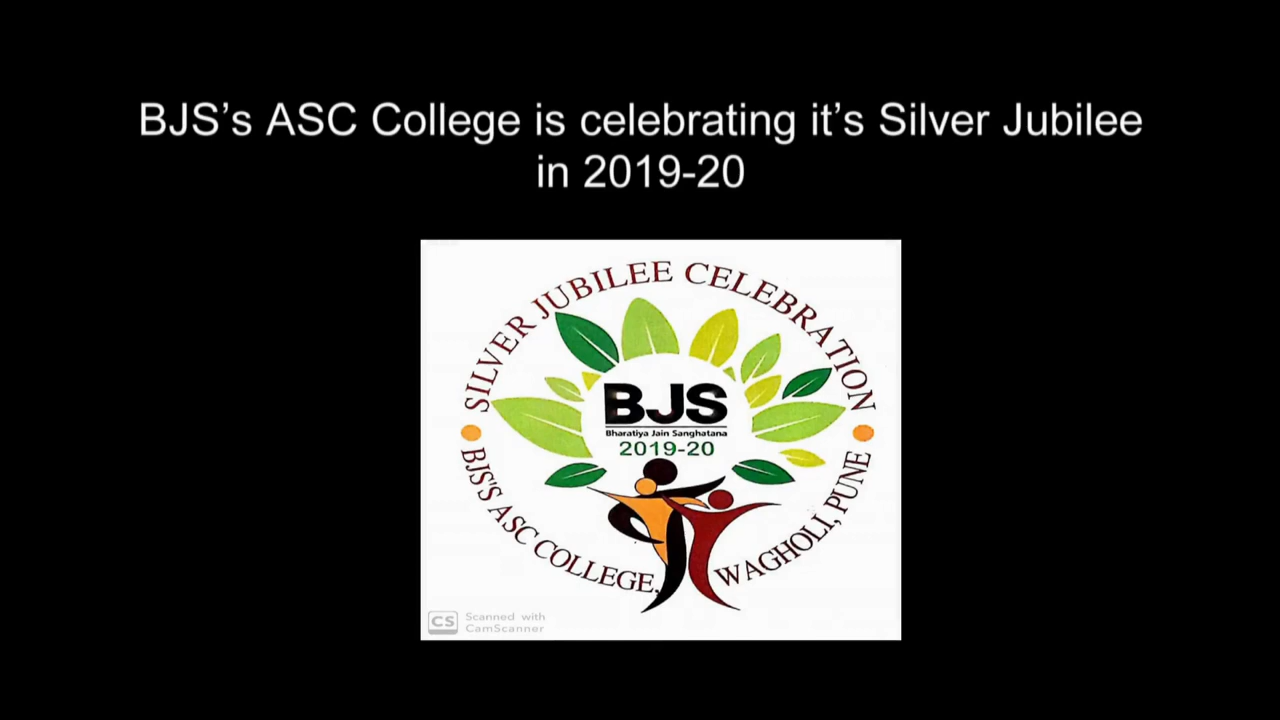 BJS’s ASC College is celebrating it’s Silver Jubilee
in 2019-20
SILVER JUBILEE CELEBRATION
BJS
Bharatiya Jain Sanghatana
2019-20
BJS'S ASC COLLEGE, WAGHOLI, PUNE
CS
Scanned with
CamScanner